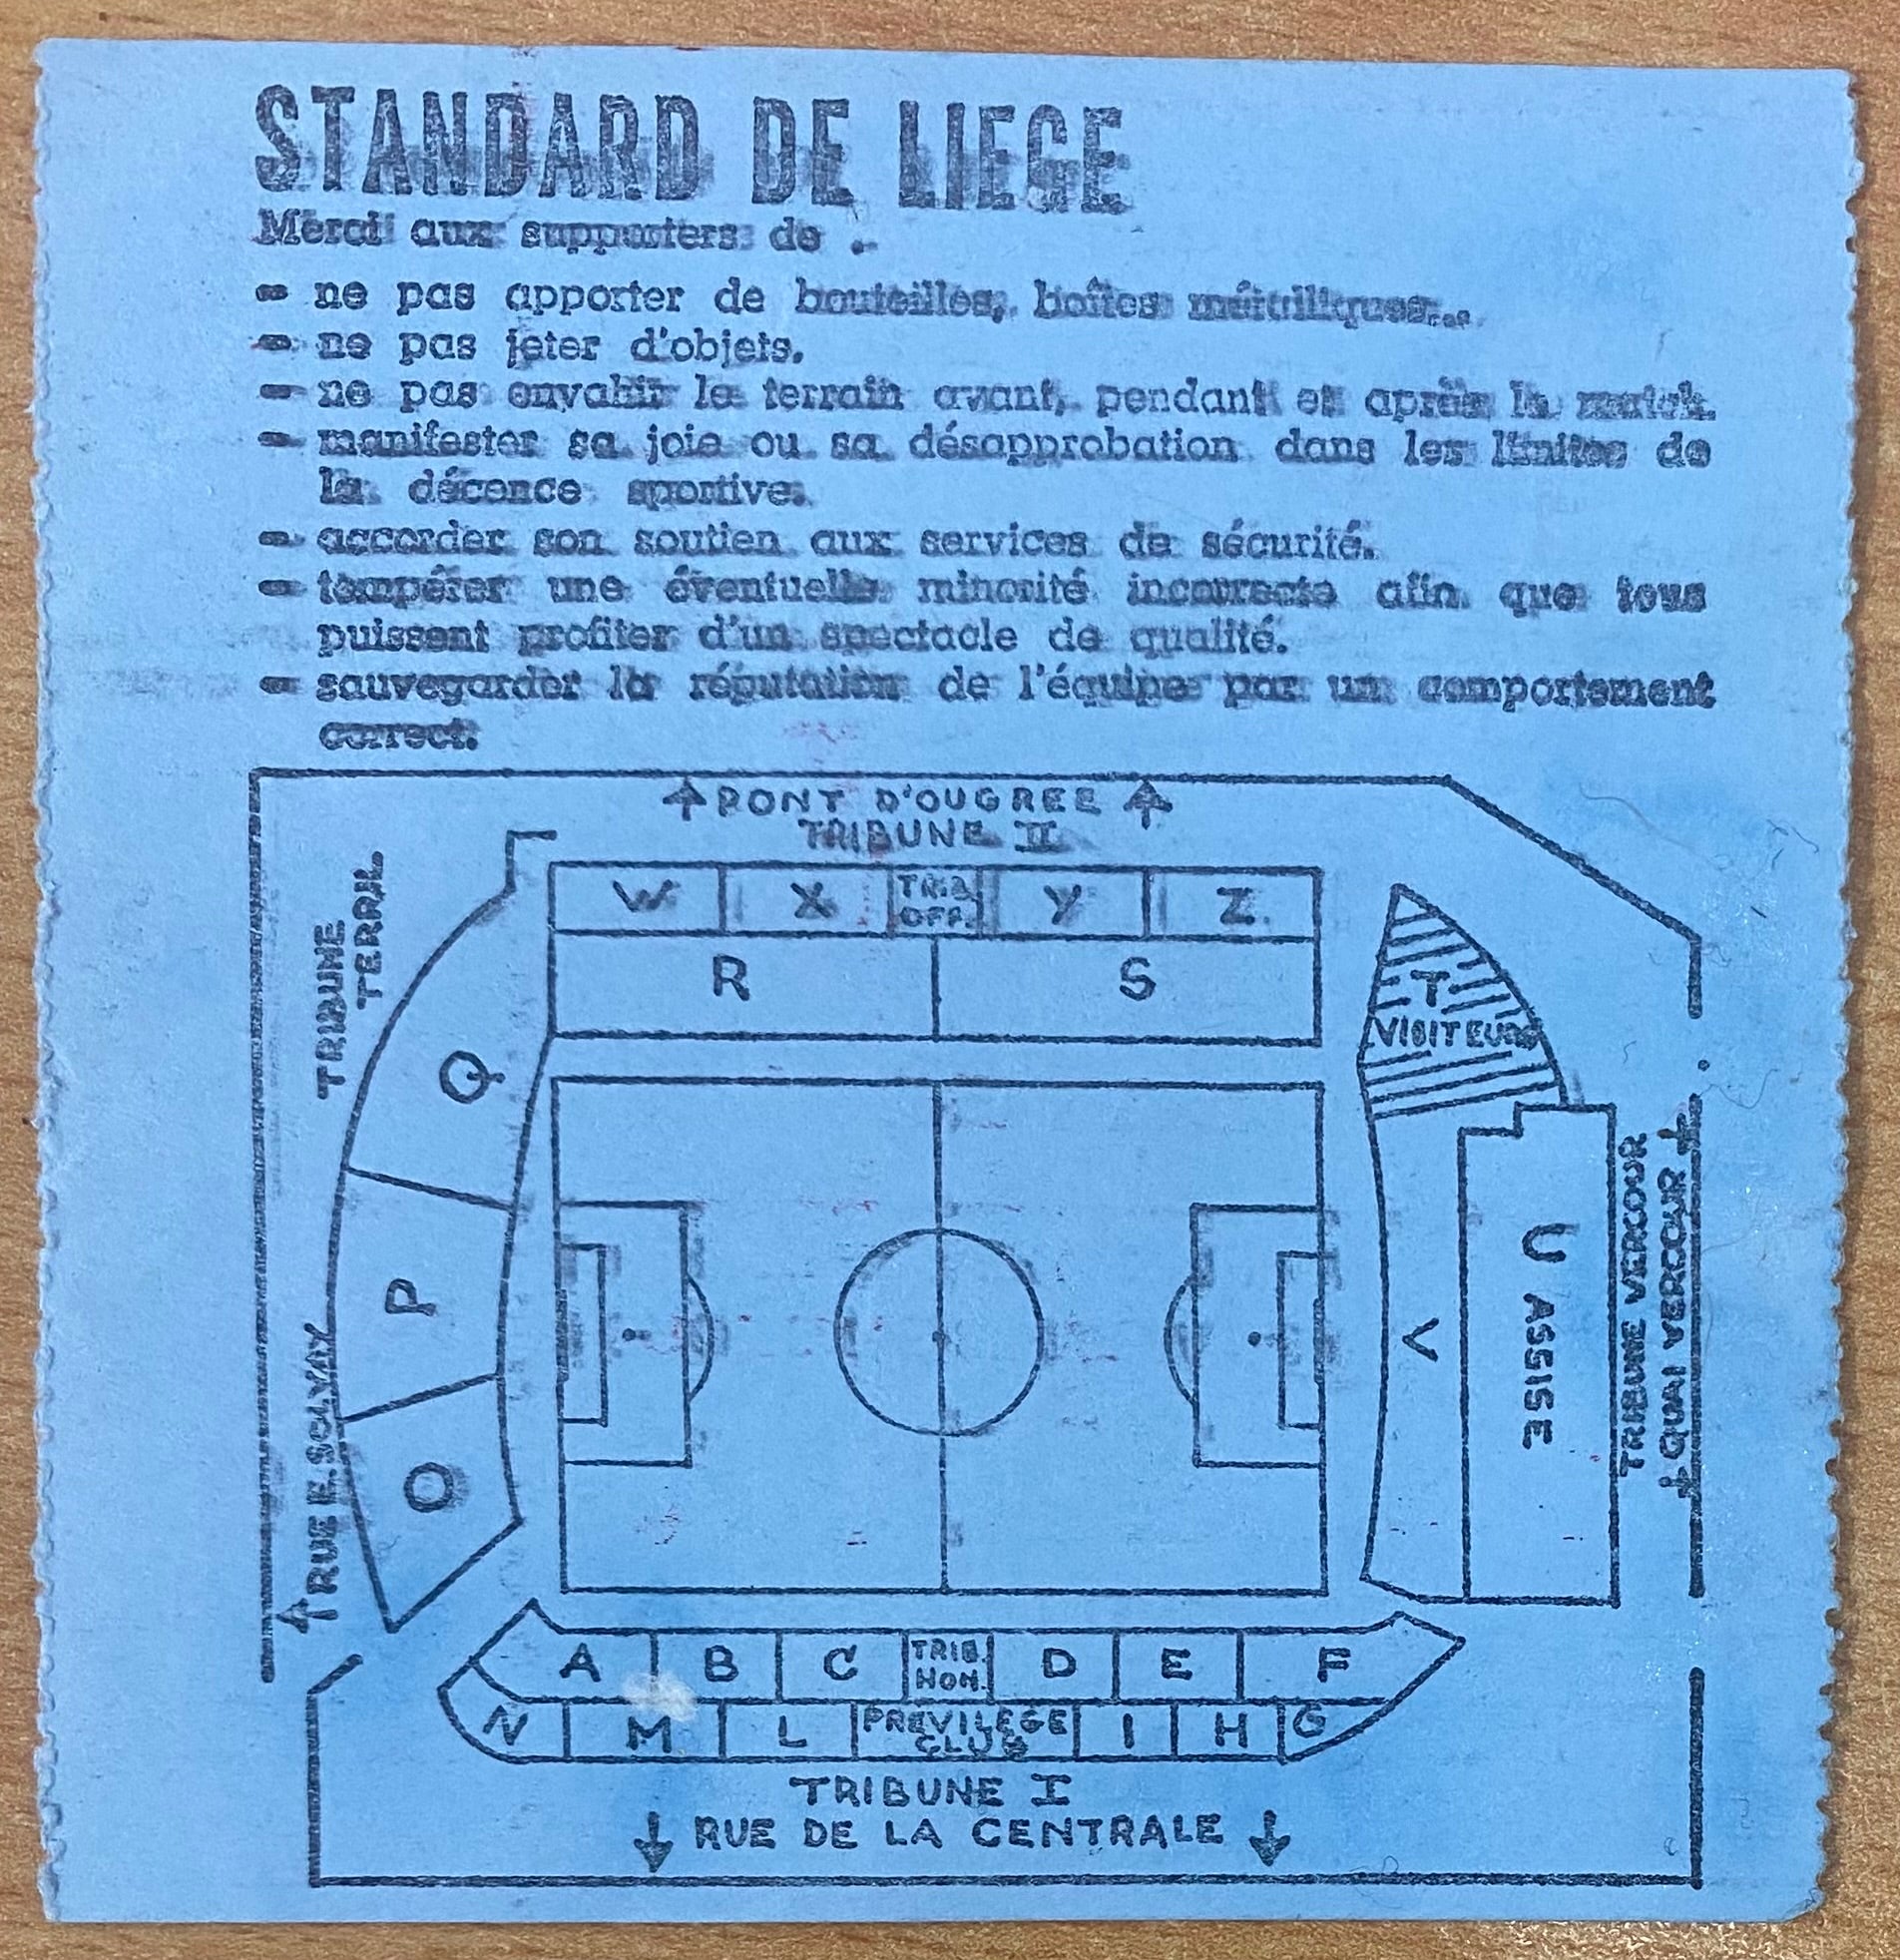 STANDARD DE LIEGE
Merci aux supporters de .
- ne pas apporter de bouteilles, boîtes métalliques...
- ne pas jeter d'objets.
- ne pas envahir le terrain avant, pendant et après le match.
- manifester sa joie ou sa désapprobation dans les limites de
la décence sportive.
- accorder son soutien aux services de sécurité.
- tempérer une éventuelle minorité incorrecte afin que tous
puissent profiter d'un spectacle de qualité.
- sauvegarder la réputation de l'équipe par un comportement
correct.
↑ PONT D'OUGREE ↑
TRIBUNE II
W X TRIB. OFF. Y Z
R S
TRIBUNE
TERRIL
Q
P
O
↑ RUE E. SOLVAY
T
VISITEURS
V
U ASSISE
TRIBUNE VERCOUR
QUAI VERCOUR
A B C TRIB. HON. D E F
N M L PREVILEGE CLUB I H G
TRIBUNE I
↓ RUE DE LA CENTRALE ↓